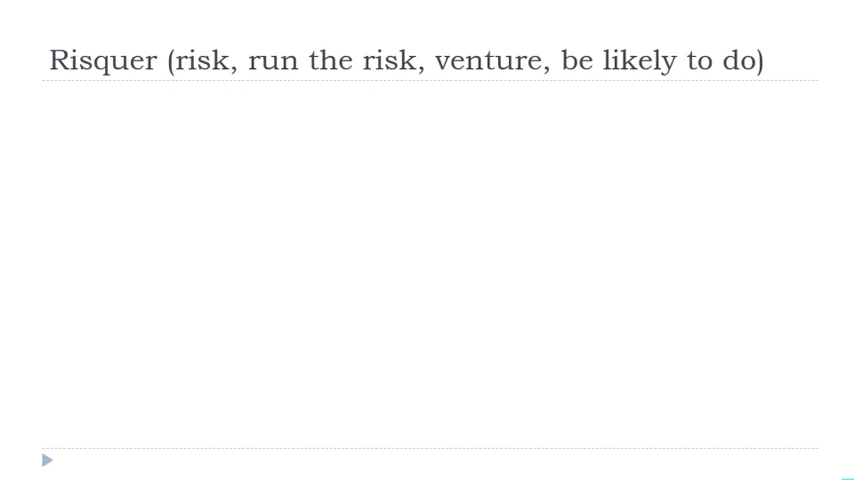 Risquer (risk, run the risk, venture, be likely to do)